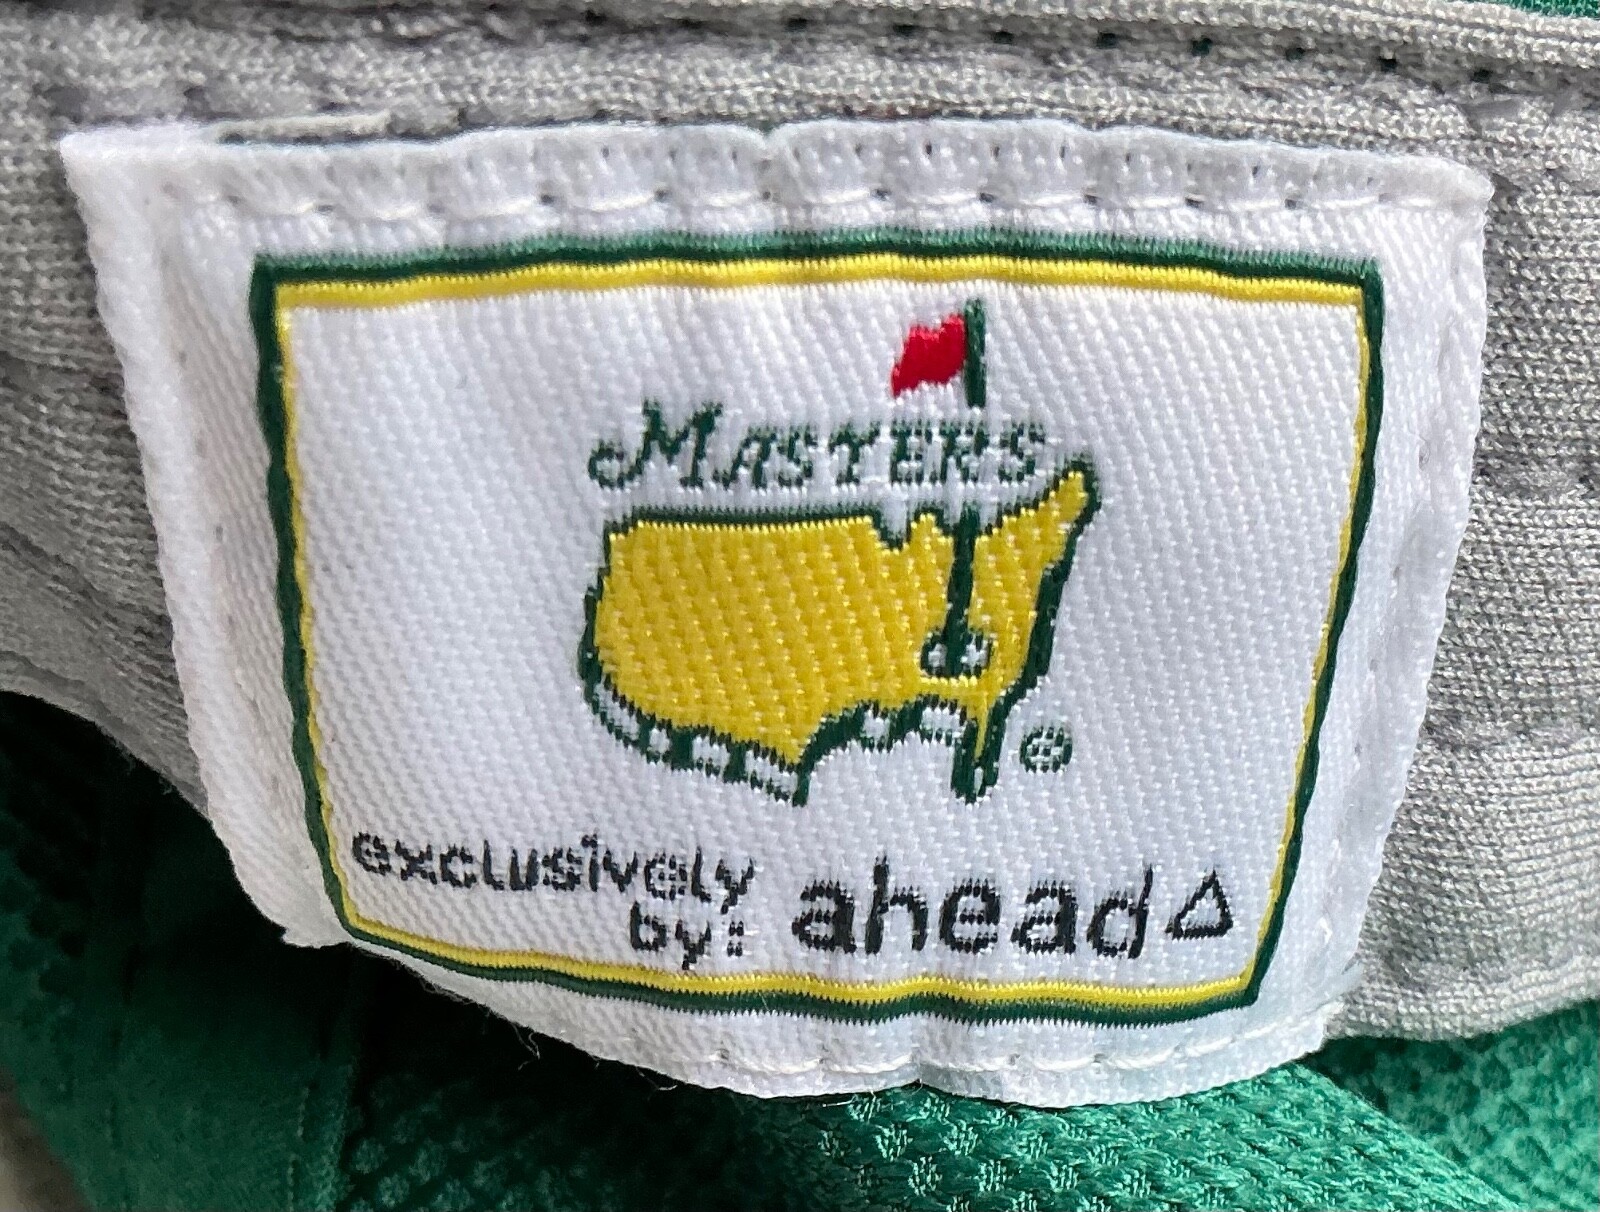 MASTERS
®
exclusively
by: ahead